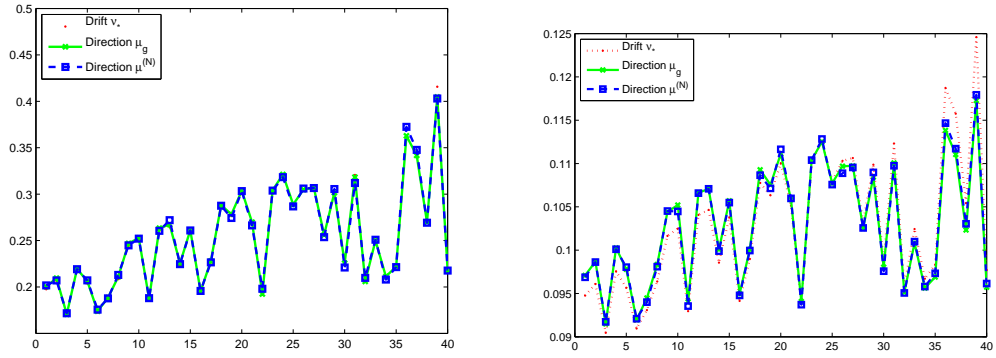 0.5
0.45
0.4
0.35
0.3
0.25
0.2
0 5 10 15 20 25 30 35 40
Drift ν*
Direction μg
Direction μ(N)
0.125
0.12
0.115
0.11
0.105
0.1
0.095
0.09
0 5 10 15 20 25 30 35 40
Drift ν*
Direction μg
Direction μ(N)